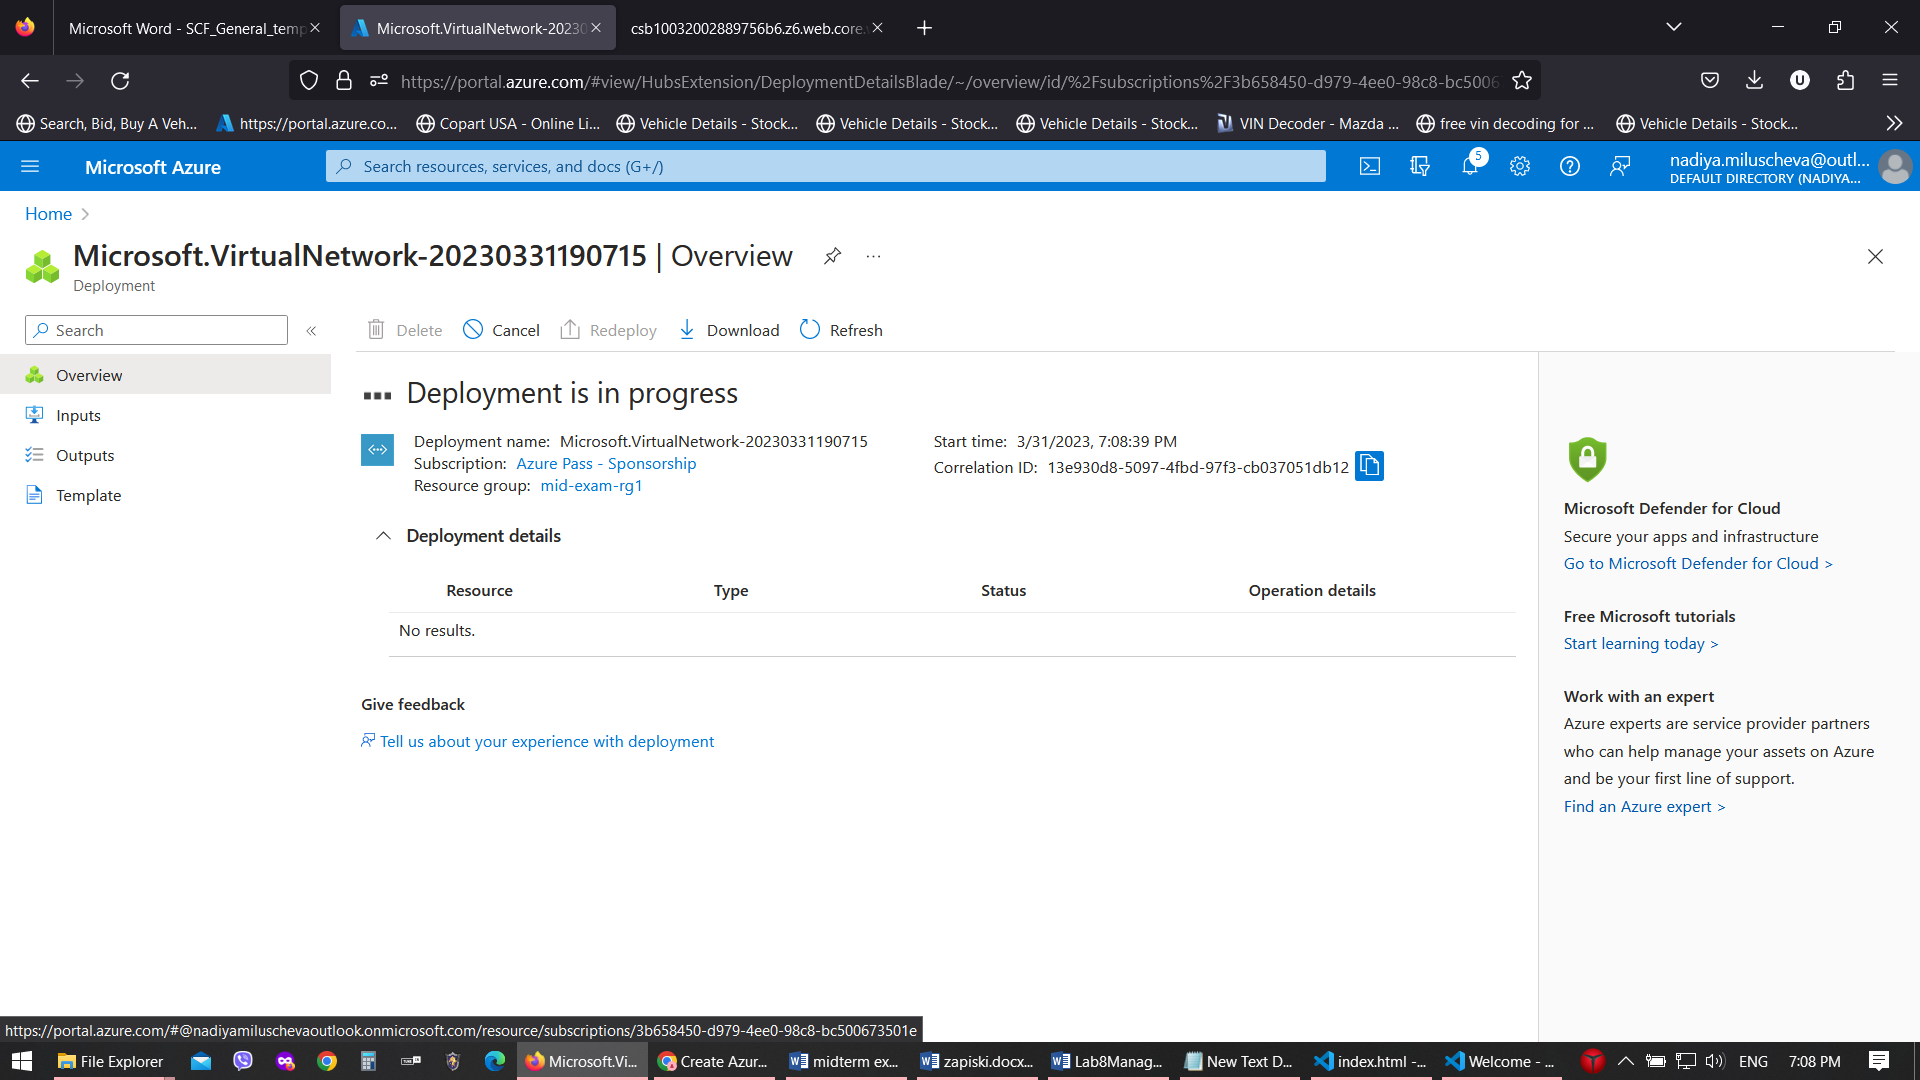 Microsoft Word - SCF_General_temp
Microsoft.VirtualNetwork-20230
csb10032002889756b6.z6.web.core.
https://portal.azure.com/#view/HubsExtension/DeploymentDetailsBlade/~/overview/id/%2Fsubscriptions%2F3b658450-d979-4ee0-98c8-bc5006
Search, Bid, Buy A Veh...
https://portal.azure.co...
Copart USA - Online Li...
Vehicle Details - Stock...
Vehicle Details - Stock...
Vehicle Details - Stock...
VIN Decoder - Mazda ...
free vin decoding for ...
Vehicle Details - Stock...
Microsoft Azure
Search resources, services, and docs (G+/)
5
nadiya.miluscheva@outl...
DEFAULT DIRECTORY (NADIYA...
Home
Microsoft.VirtualNetwork-20230331190715 | Overview
Deployment
Search
Delete
Cancel
Redeploy
Download
Refresh
Overview
Inputs
Outputs
Template
Deployment is in progress
Deployment name: Microsoft.VirtualNetwork-20230331190715
Subscription: Azure Pass - Sponsorship
Resource group: mid-exam-rg1
Start time: 3/31/2023, 7:08:39 PM
Correlation ID: 13e930d8-5097-4fbd-97f3-cb037051db12
Deployment details
Resource Type Status Operation details
No results.
Give feedback
Tell us about your experience with deployment
Microsoft Defender for Cloud
Secure your apps and infrastructure
Go to Microsoft Defender for Cloud >
Free Microsoft tutorials
Start learning today >
Work with an expert
Azure experts are service provider partners
who can help manage your assets on Azure
and be your first line of support.
Find an Azure expert >
https://portal.azure.com/#@nadiyamiluschevaoutlook.onmicrosoft.com/resource/subscriptions/3b658450-d979-4ee0-98c8-bc500673501e
File Explorer
Microsoft.Vi...
Create Azur...
midterm ex...
zapiski.docx...
Lab8Manag...
New Text D...
index.html -...
Welcome - ...
ENG
7:08 PM